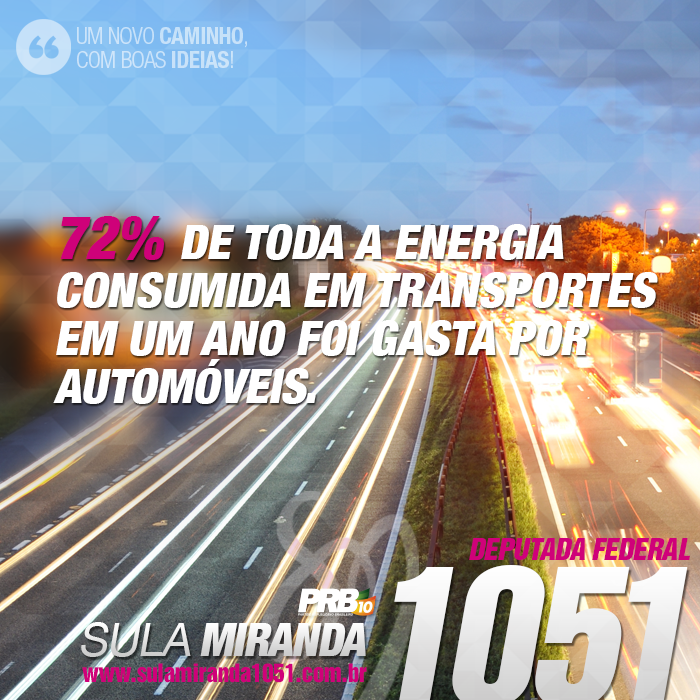 UM NOVO CAMINHO,
COM BOAS IDEIAS!
72% DE TODA A ENERGIA
CONSUMIDA EM TRANSPORTES
EM UM ANO FOI GASTA POR
AUTOMÓVEIS.
DEPUTADA FEDERAL
1051
PRB10
SULA MIRANDA
www.sulamiranda1051.com.br